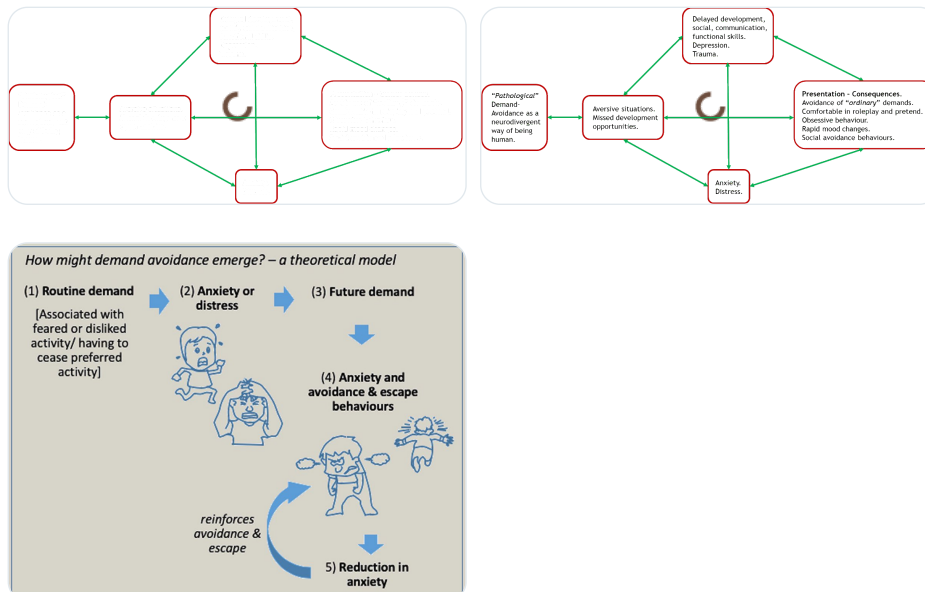 Delayed development,
social, communication,
functional skills.
Depression.
Trauma.
"Pathological"
Demand-
Avoidance as a
neurodivergent
way of being
human.
Aversive situations.
Missed development
opportunities.
Presentation - Consequences.
Avoidance of "ordinary" demands.
Comfortable in roleplay and pretend.
Obsessive behaviour.
Rapid mood changes.
Social avoidance behaviours.
Anxiety.
Distress.
How might demand avoidance emerge? – a theoretical model
(1) Routine demand
[Associated with
feared or disliked
activity/ having to
cease preferred
activity]
(2) Anxiety or
distress
(3) Future demand
(4) Anxiety and
avoidance & escape
behaviours
reinforces
avoidance &
escape
5) Reduction in
anxiety